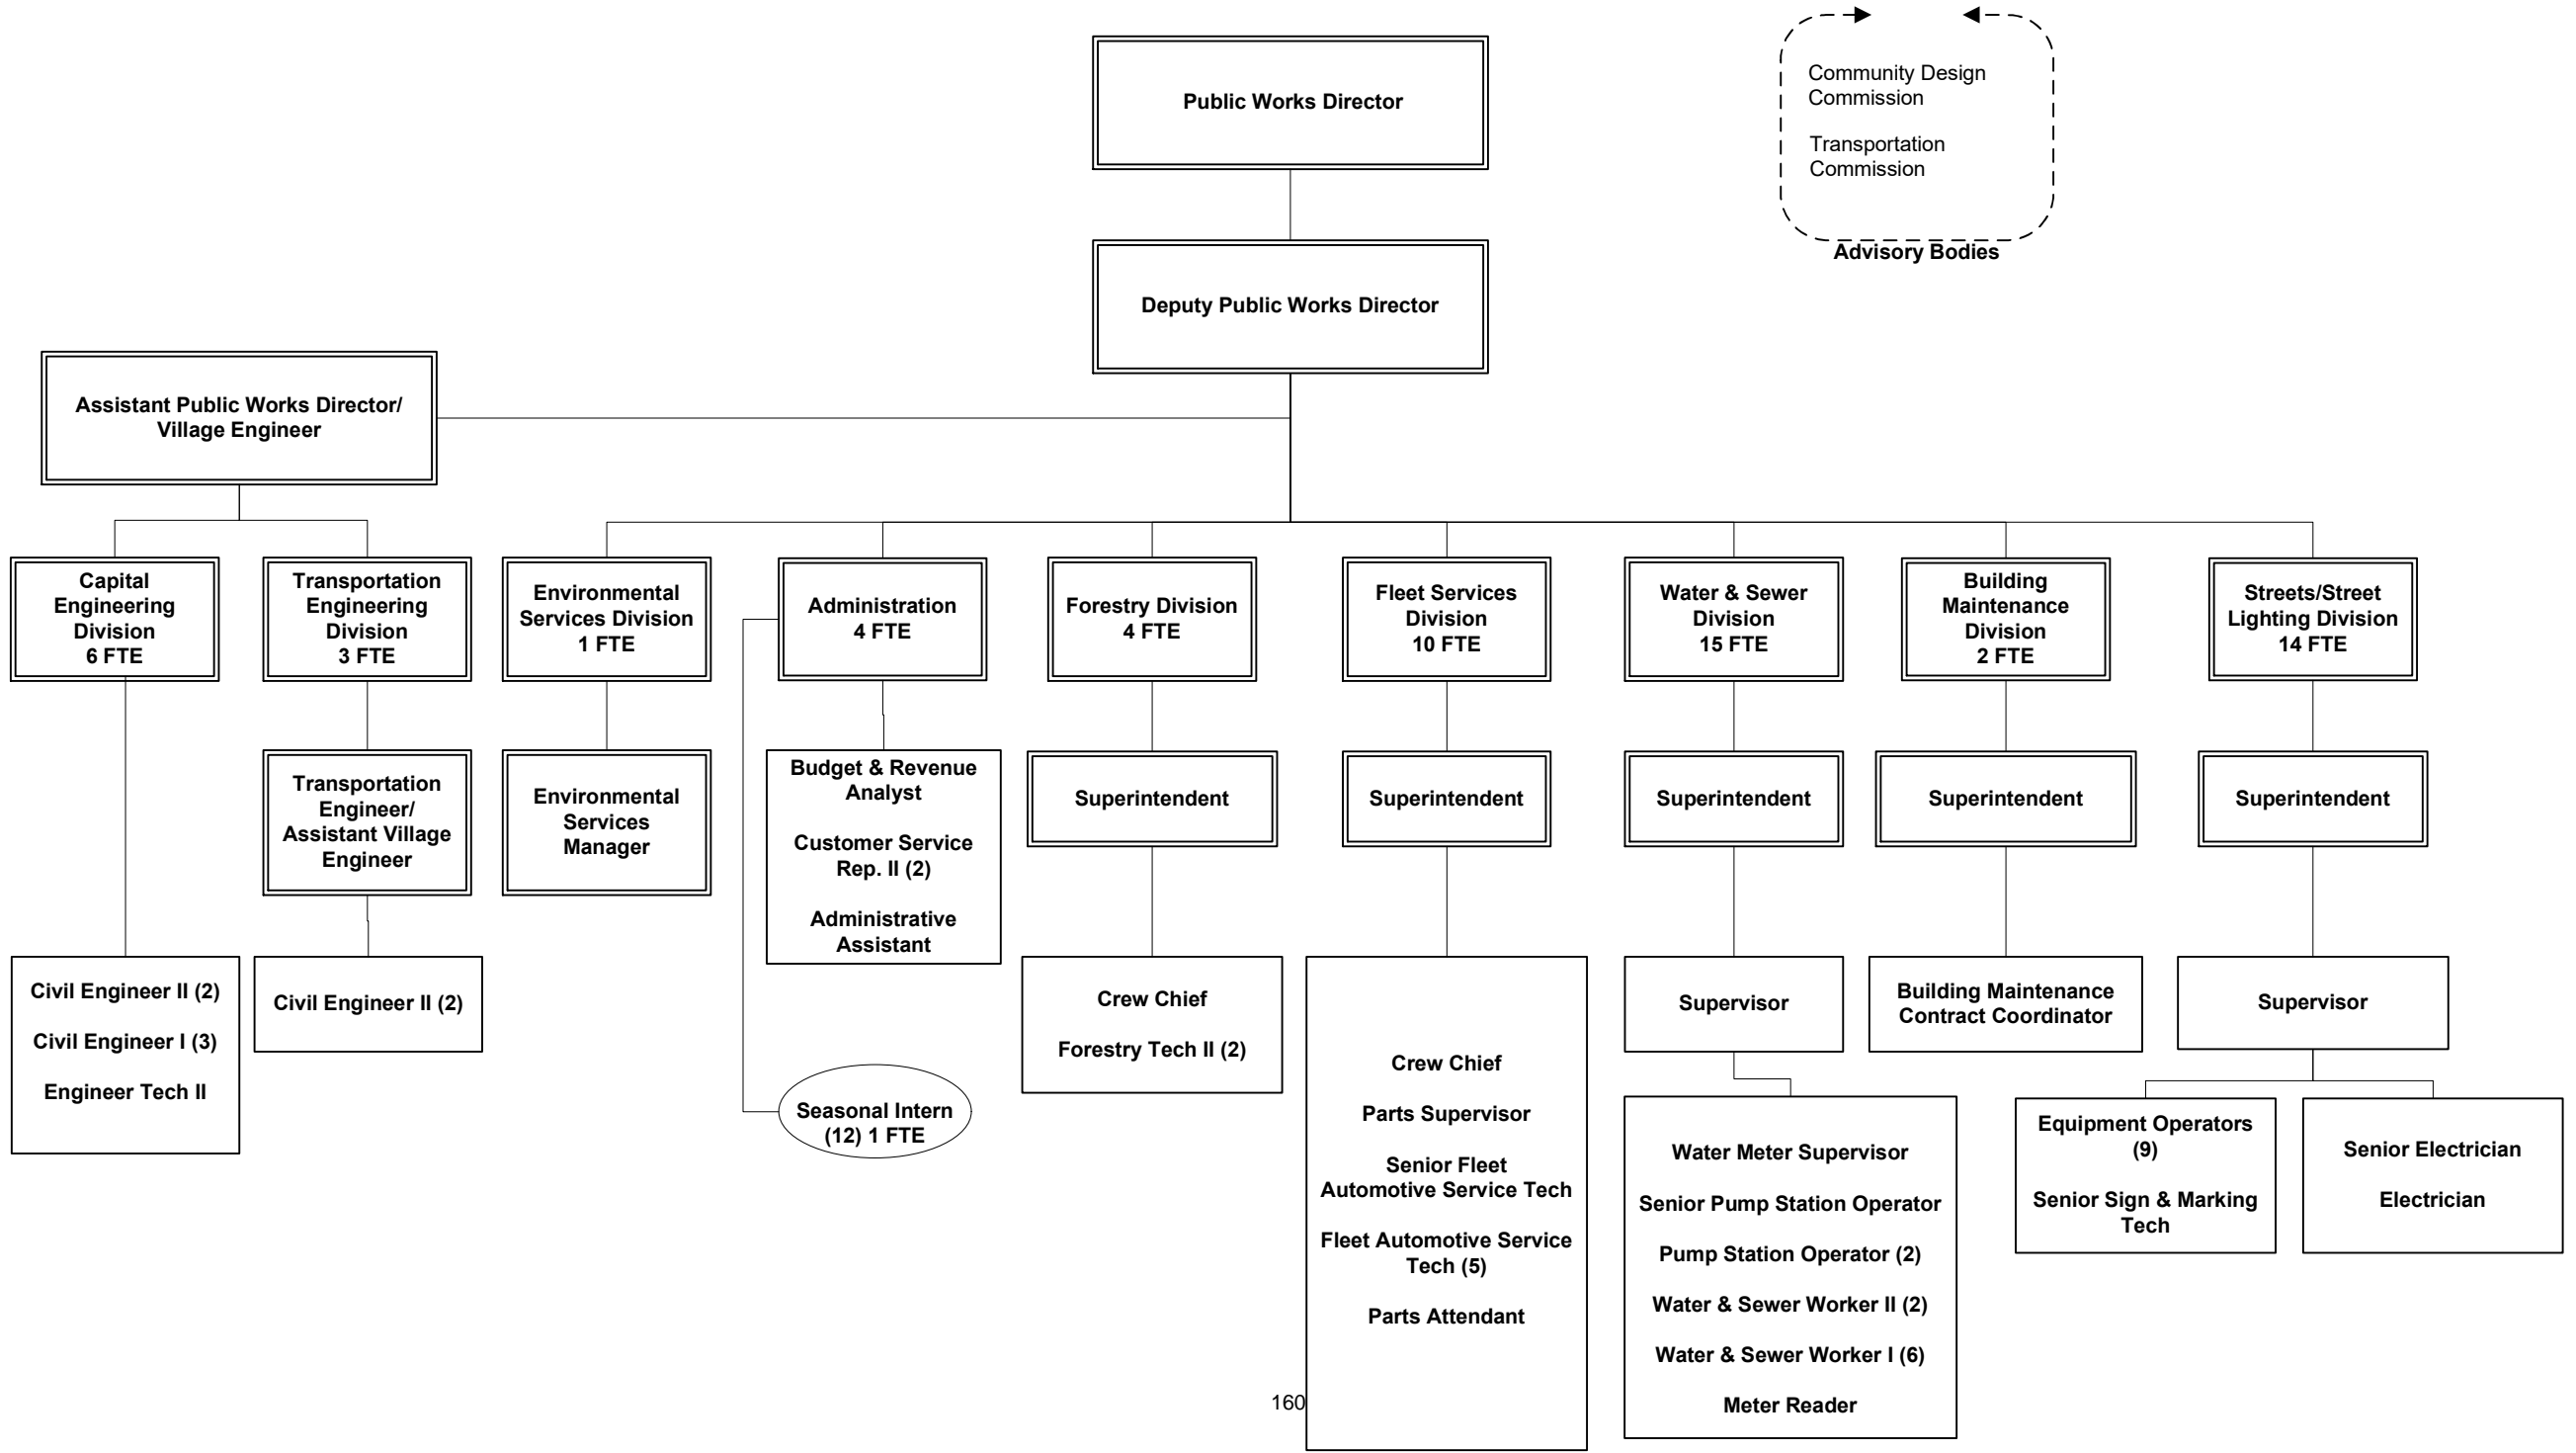 Public Works Director
Community Design
Commission
Transportation
Commission
Advisory Bodies
Deputy Public Works Director
Assistant Public Works Director/
Village Engineer
Capital
Engineering
Division
6 FTE
Transportation
Engineering
Division
3 FTE
Environmental
Services Division
1 FTE
Administration
4 FTE
Forestry Division
4 FTE
Fleet Services
Division
10 FTE
Water & Sewer
Division
15 FTE
Building
Maintenance
Division
2 FTE
Streets/Street
Lighting Division
14 FTE
Transportation
Engineer/
Assistant Village
Engineer
Environmental
Services
Manager
Budget & Revenue
Analyst
Customer Service
Rep. II (2)
Administrative
Assistant
Superintendent
Superintendent
Superintendent
Superintendent
Superintendent
Civil Engineer II (2)
Civil Engineer I (3)
Engineer Tech II
Civil Engineer II (2)
Seasonal Intern
(12) 1 FTE
Crew Chief
Forestry Tech II (2)
Crew Chief
Parts Supervisor
Senior Fleet
Automotive Service Tech
Fleet Automotive Service
Tech (5)
Parts Attendant
Supervisor
Water Meter Supervisor
Senior Pump Station Operator
Pump Station Operator (2)
Water & Sewer Worker II (2)
Water & Sewer Worker I (6)
Meter Reader
Building Maintenance
Contract Coordinator
Supervisor
Equipment Operators
(9)
Senior Sign & Marking
Tech
Senior Electrician
Electrician
160